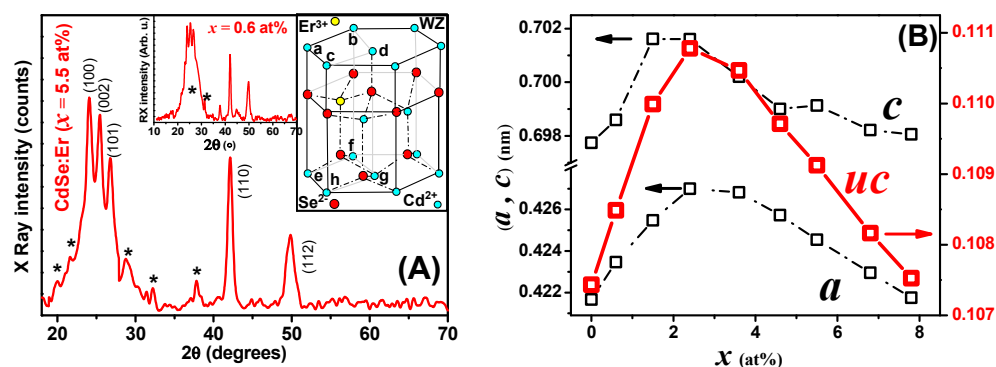 X Ray intensity (counts)
CdSe:Er (x = 5.5 at%)
(100)
(002)
(101)
(110)
(112)
* * * * *
(A)
20 30 40 50 60 70
2θ (degrees)
RX intensity (Arb. u.)
x = 0.6 at%
* *
10 20 30 40 50 60 70
2θ (o)
Er3+
WZ
a
b
c
d
f
e
h
g
Se2-
Cd2+
(B)
(a , c) (nm)
0.702
0.700
0.698
0.426
0.424
0.422
c
uc
a
0 2 4 6 8
x (at%)
0.111
0.110
0.109
0.108
0.107